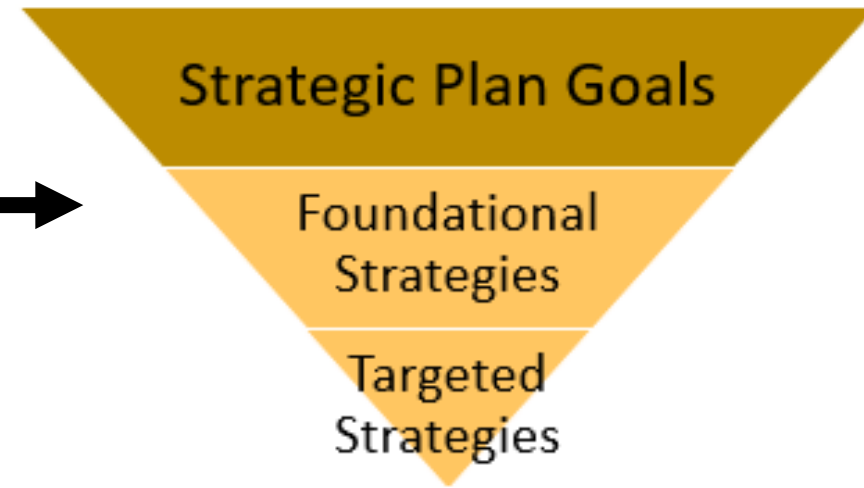 Strategic Plan Goals
Foundational
Strategies
Targeted
Strategies